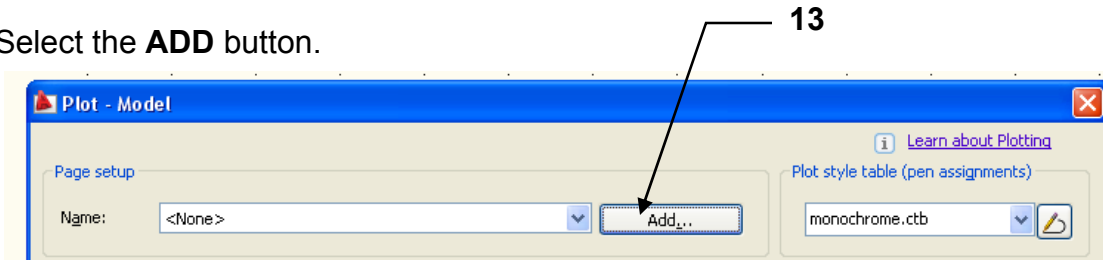 13
Select the ADD button.
Plot - Model
Learn about Plotting
Page setup
Plot style table (pen assignments)
Name: <None> Add... monochrome.ctb